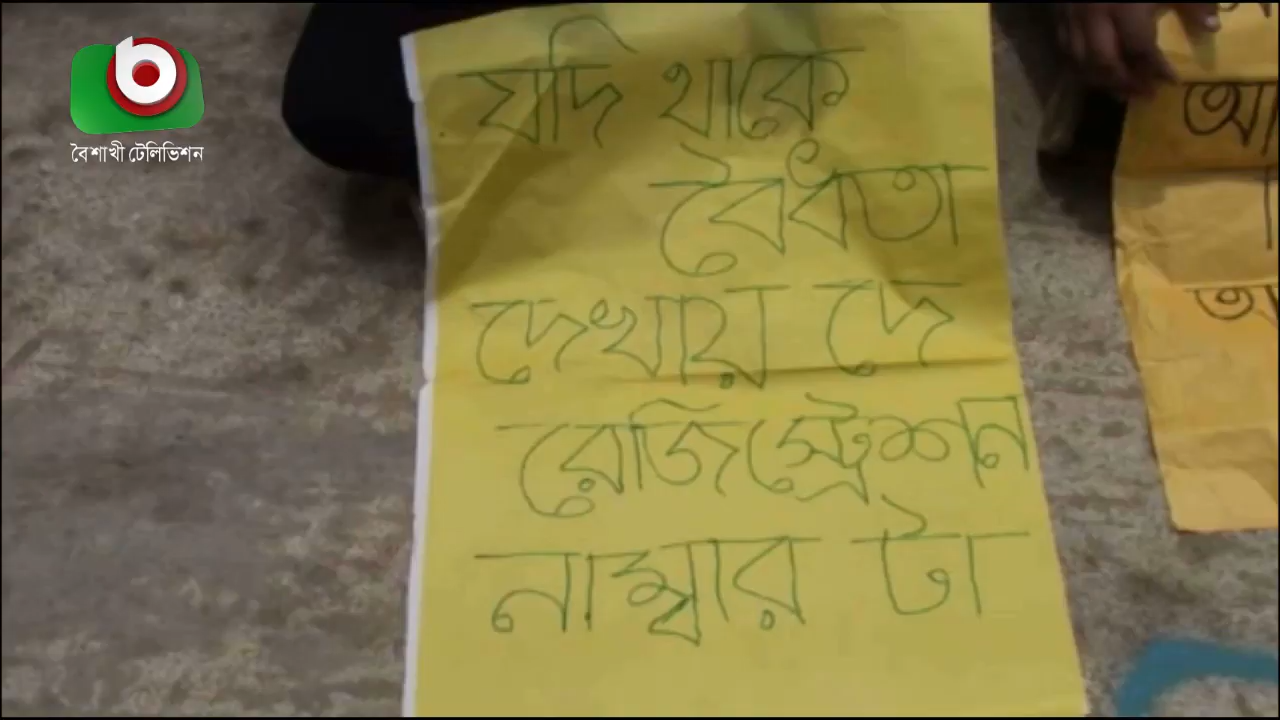 বৈশাখী টেলিভিশন
যদি থাকে
বৈধতা
দেখায় দে
রেজিস্ট্রেশন
নাম্বার টা